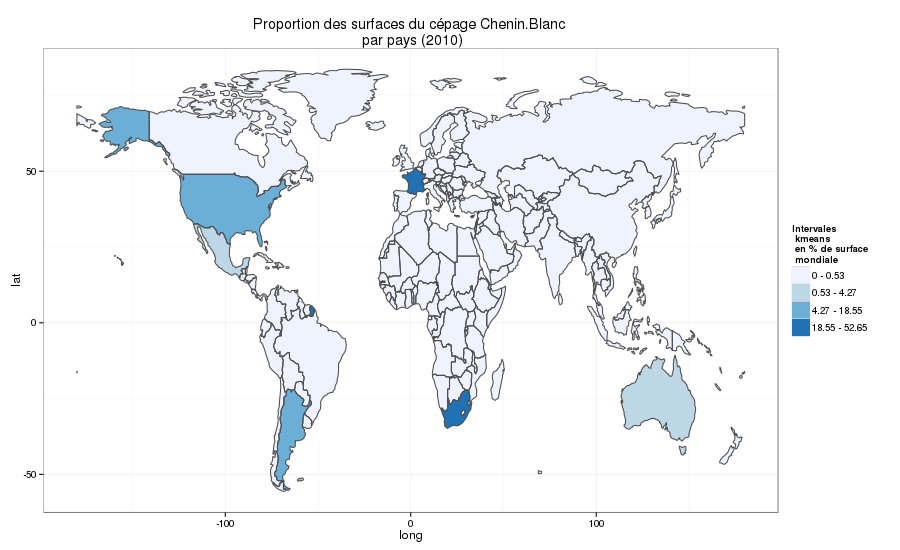 Proportion des surfaces du cépage Chenin.Blanc
par pays (2010)
50
0
-50
lat
-100
0
100
long
Intervales
kmeans
en % de surface
mondiale
0 - 0.53
0.53 - 4.27
4.27 - 18.55
18.55 - 52.65